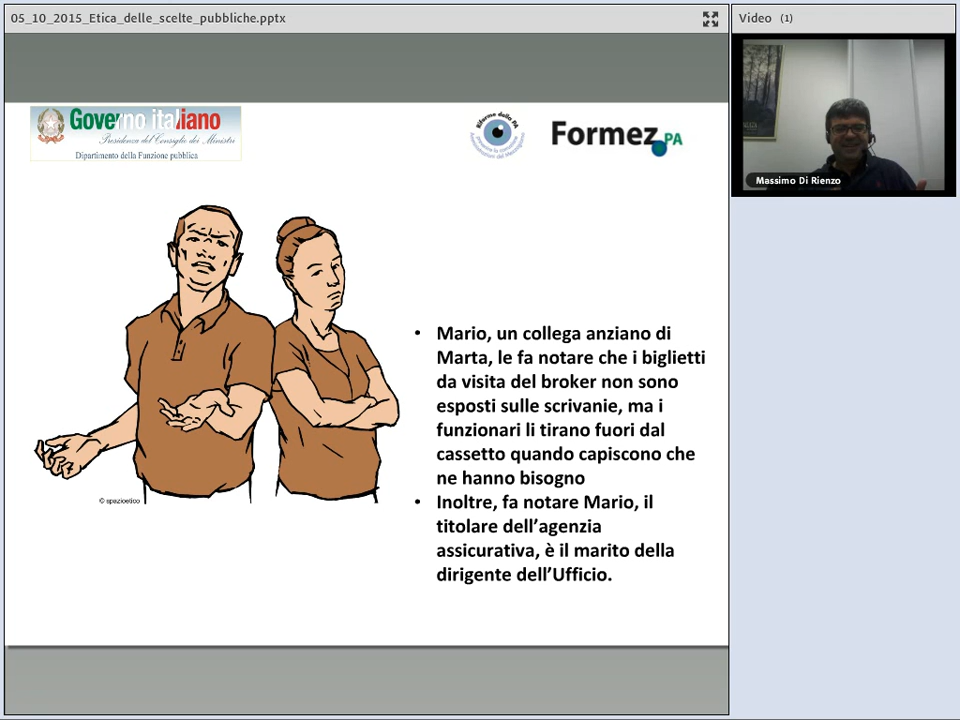 05_10_2015_Etica_delle_scelte_pubbliche.pptx
Video (1)
Governo italiano
Presidenza del Consiglio dei Ministri
Dipartimento della Funzione pubblica
Riforma della PA
Formez PA
Massimo Di Rienzo
• Mario, un collega anziano di
Marta, le fa notare che i biglietti
da visita del broker non sono
esposti sulle scrivanie, ma i
funzionari li tirano fuori dal
cassetto quando capiscono che
ne hanno bisogno
• Inoltre, fa notare Mario, il
titolare dell’agenzia
assicurativa, è il marito della
dirigente dell’Ufficio.
© spazioetico